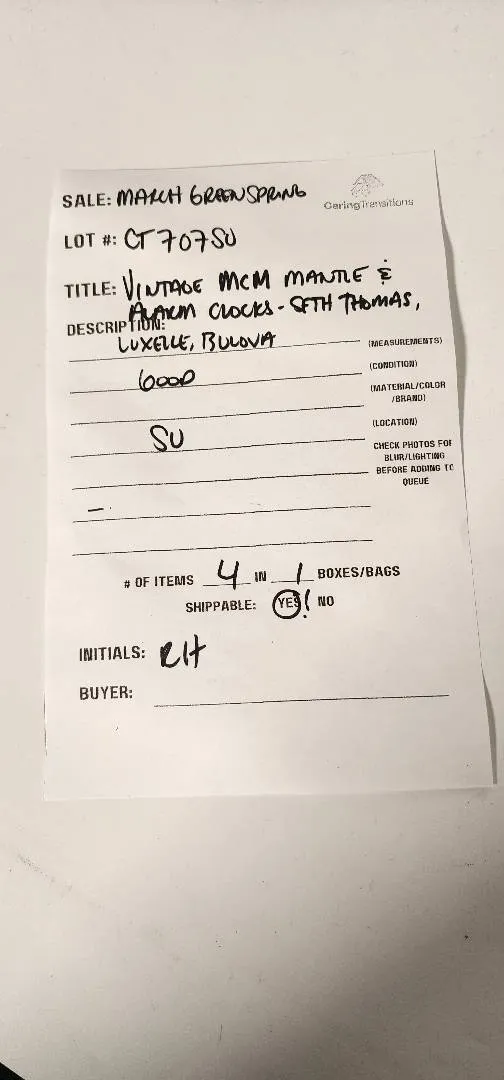 SALE: MARCH GREENSPRING
CaringTransitions
LOT #: CT707SU
TITLE: VINTAGE MCM MANTLE &
ALARM CLOCKS - SETH THOMAS,
DESCRIPTION:
LUXELLE, BULOVA
(MEASUREMENTS)
GOOD
(CONDITION)
(MATERIAL/COLOR
/BRAND)
SU
(LOCATION)
CHECK PHOTOS FOR
BLUR/LIGHTING
BEFORE ADDING TO
QUEUE
–
# OF ITEMS 4 IN 1 BOXES/BAGS
SHIPPABLE: YES / NO
INITIALS: RH
BUYER: